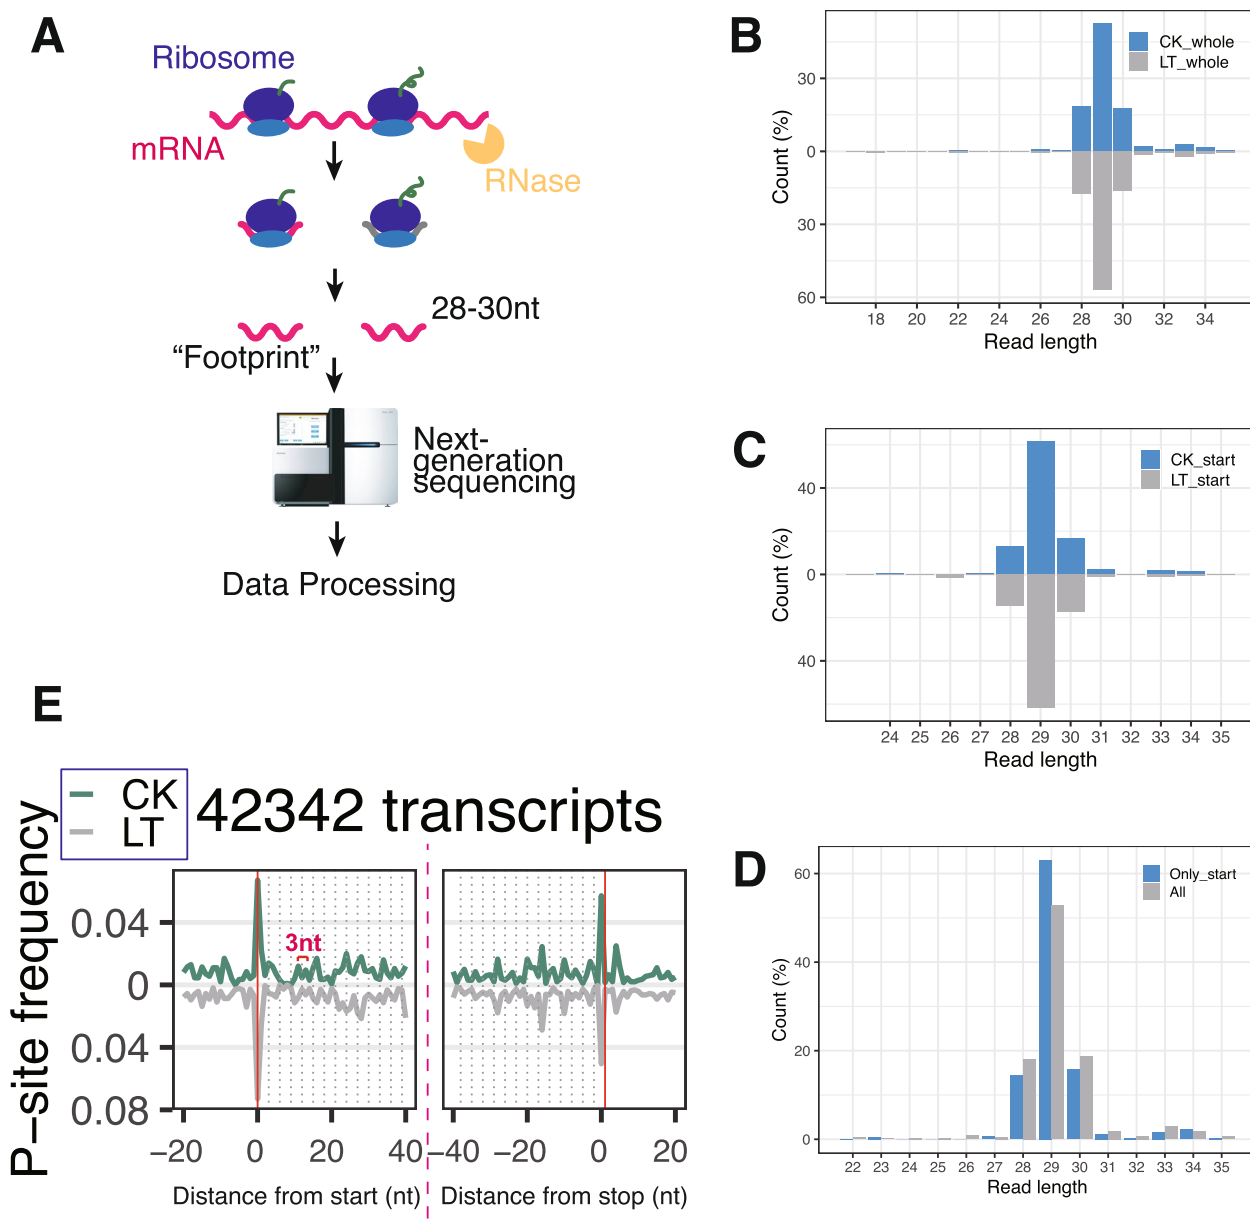 A
Ribosome
mRNA
RNase
28-30nt
“Footprint”
Next-
generation
sequencing
Data Processing
B
CK_whole
LT_whole
Count (%)
30
0
30
60
18 20 22 24 26 28 30 32 34
Read length
C
CK_start
LT_start
Count (%)
40
0
40
24 25 26 27 28 29 30 31 32 33 34 35
Read length
D
Only_start
All
Count (%)
60
40
20
0
22 23 24 25 26 27 28 29 30 31 32 33 34 35
Read length
E
CK
LT
42342 transcripts
P-site frequency
0.04
0
0.04
0.08
3nt
−20 0 20 40
−40 −20 0 20
Distance from start (nt)
Distance from stop (nt)